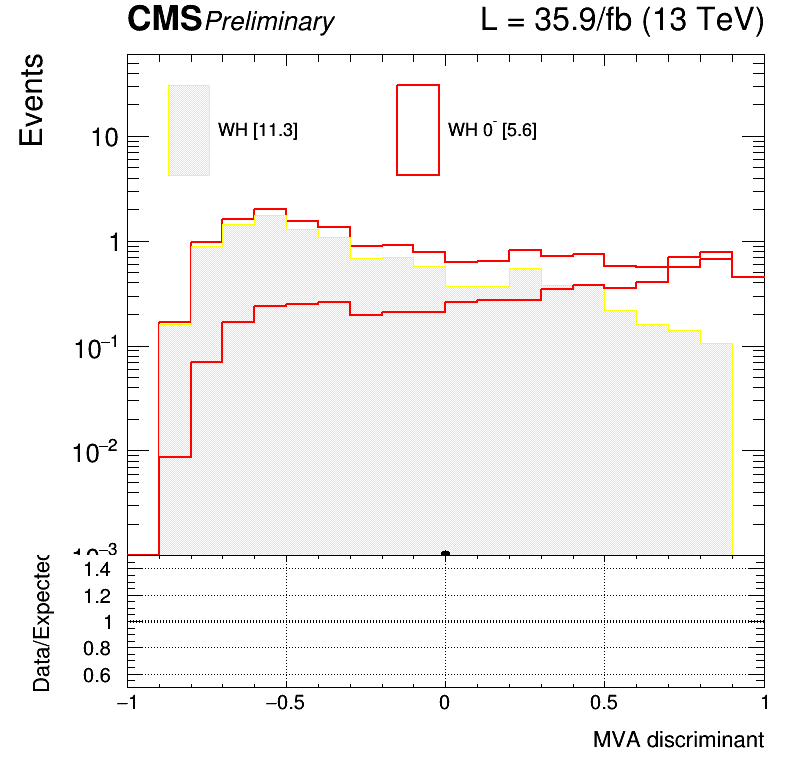 CMS Preliminary L = 35.9/fb (13 TeV)
Events
WH [11.3] WH 0⁻ [5.6]
10
1
10⁻¹
10⁻²
10⁻³
Data/Expected
1.4
1.2
1
0.8
0.6
−1 −0.5 0 0.5 1
MVA discriminant